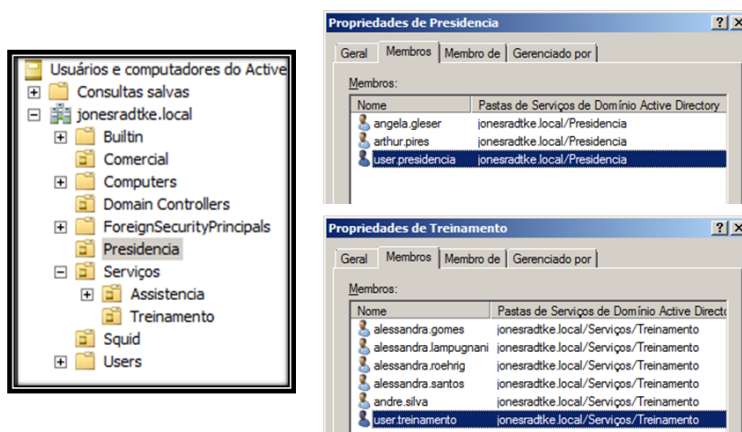 Usuários e computadores do Active
Consultas salvas
jonesradtke.local
Builtin
Comercial
Computers
Domain Controllers
ForeignSecurityPrincipals
Presidencia
Serviços
Assistencia
Treinamento
Squid
Users
Propriedades de Presidencia
Geral Membros Membro de Gerenciado por
Membros:
Nome Pastas de Serviços de Domínio Active Directory
angela.gleser jonesradtke.local/Presidencia
arthur.pires jonesradtke.local/Presidencia
user.presidencia jonesradtke.local/Presidencia
Propriedades de Treinamento
Geral Membros Membro de Gerenciado por
Membros:
Nome Pastas de Serviços de Domínio Active Directo
alessandra.gomes jonesradtke.local/Serviços/Treinamento
alessandra.lampugnani jonesradtke.local/Serviços/Treinamento
alessandra.roehrig jonesradtke.local/Serviços/Treinamento
alessandra.santos jonesradtke.local/Serviços/Treinamento
andre.silva jonesradtke.local/Serviços/Treinamento
user.treinamento jonesradtke.local/Serviços/Treinamento